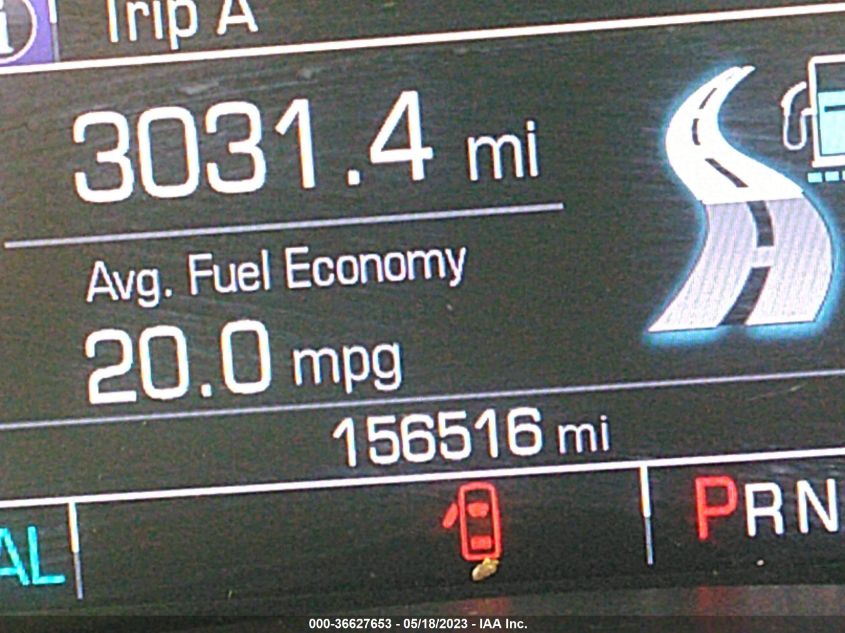 Trip A
3031.4 mi
Avg. Fuel Economy
20.0 mpg
156516 mi
AL
PRN
000-36627653 - 05/18/2023 - IAA Inc.